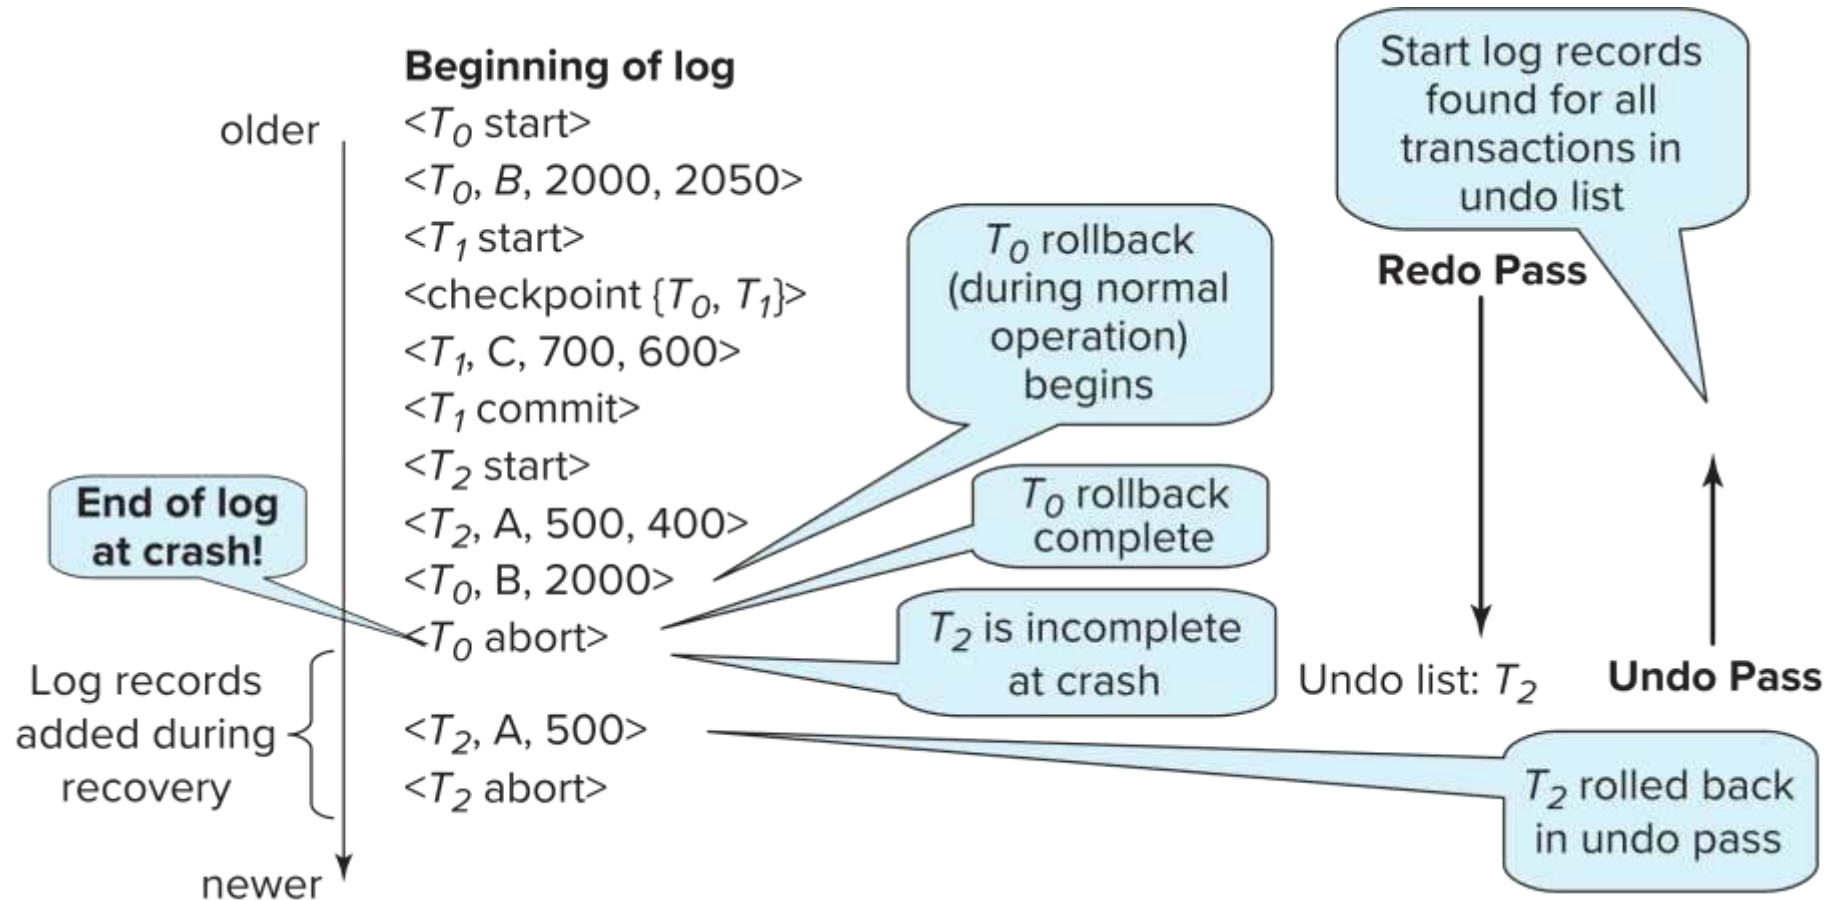 Beginning of log
older
<T0 start>
<T0, B, 2000, 2050>
<T1 start>
<checkpoint {T0, T1}>
<T1, C, 700, 600>
<T1 commit>
<T2 start>
<T2, A, 500, 400>
<T0, B, 2000>
<T0 abort>
<T2, A, 500>
<T2 abort>
newer
End of log
at crash!
Log records
added during
recovery
T0 rollback
(during normal
operation)
begins
T0 rollback
complete
T2 is incomplete
at crash
Start log records
found for all
transactions in
undo list
Redo Pass
Undo list: T2
Undo Pass
T2 rolled back
in undo pass